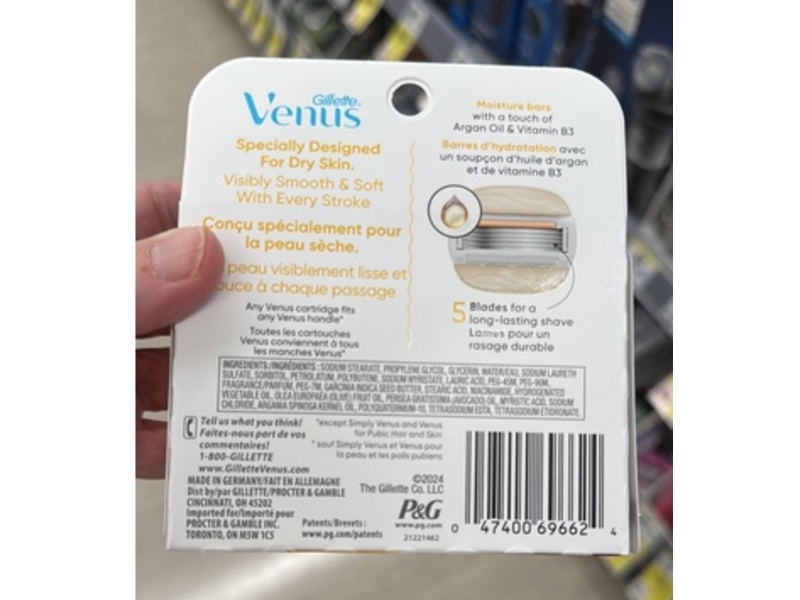 Gillette
Venus
Specially Designed
For Dry Skin.
Visibly Smooth & Soft
With Every Stroke
Conçu spécialement pour
la peau sèche.
peau visiblement lisse et
ouce à chaque passage
Any Venus cartridge fits
any Venus handle*
Toutes les cartouches
Venus conviennent à tous
les manches Venus*
Moisture bars
with a touch of
Argan Oil & Vitamin B3
Barres d'hydratation avec
un soupçon d'huile d'argan
et de vitamine B3
5 Blades for a
long-lasting shave
Lames pour un
rasage durable
INGREDIENTS/INGRÉDIENTS: SODIUM STEARATE, PROPYLENE GLYCOL, GLYCERIN, WATER/EAU, SODIUM LAURETH
SULFATE, SORBITOL, PETROLATUM, POLYBUTENE, SODIUM MYRISTATE, LAURIC ACID, PEG-45M, PEG-90M,
FRAGRANCE/PARFUM, PEG-7M, GARCINIA INDICA SEED BUTTER, STEARIC ACID, NIACINAMIDE, HYDROGENATED
VEGETABLE OIL, OLEA EUROPAEA (OLIVE) FRUIT OIL, PERSEA GRATISSIMA (AVOCADO) OIL, MYRISTIC ACID, SODIUM
CHLORIDE, ARGANIA SPINOSA KERNEL OIL, POLYQUATERNIUM-10, TETRASODIUM EDTA, TETRASODIUM ETIDRONATE.
Tell us what you think!
Faites-nous part de vos
commentaires!
1-800-GILLETTE
www.GilletteVenus.com
*except Simply Venus and Venus
for Pubic Hair and Skin
* sauf Simply Venus et Venus pour
la peau et les poils pubiens
MADE IN GERMANY/FAIT EN ALLEMAGNE
Dist by/par GILLETTE/PROCTER & GAMBLE
CINCINNATI, OH 45202
Imported for/Importé pour
PROCTER & GAMBLE INC.
TORONTO, ON M5W 1C5
Patents/Brevets :
www.pg.com/patents
©2024
The Gillette Co. LLC
P&G
www.pg.com
21221462
0 47400 69662 4